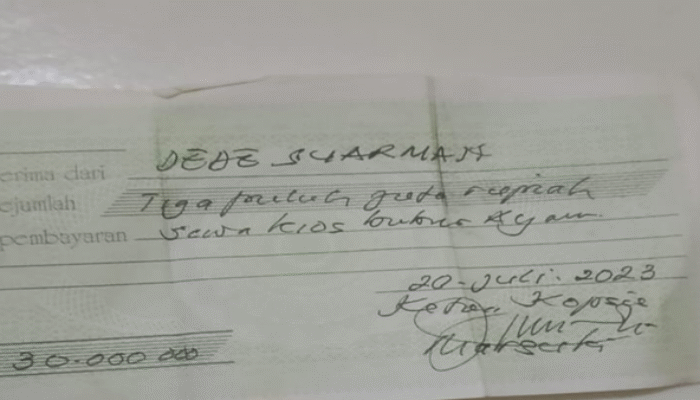 erima dari DEDE SUARMAN
ejumlah Tiga puluh juta rupiah
pembayaran Sewa kios bubur Ayam
20-Juli-2023
Ketua
30.000.000